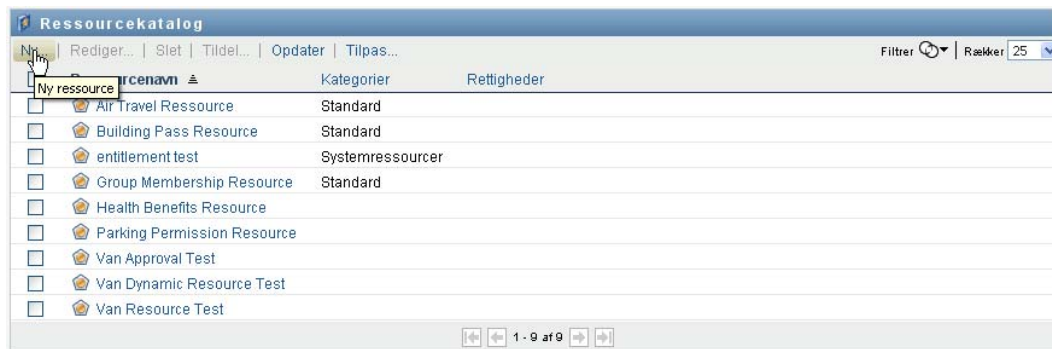 Ressourcekatalog
Ny... | Rediger... | Slet | Tildel... | Opdater | Tilpas... Filtrer | Rækker 25
Kategorier Rettigheder
Ny ressource
Air Travel Ressource Standard
Building Pass Resource Standard
entitlement test Systemressourcer
Group Membership Resource Standard
Health Benefits Resource
Parking Permission Resource
Van Approval Test
Van Dynamic Resource Test
Van Resource Test
1 - 9 af 9